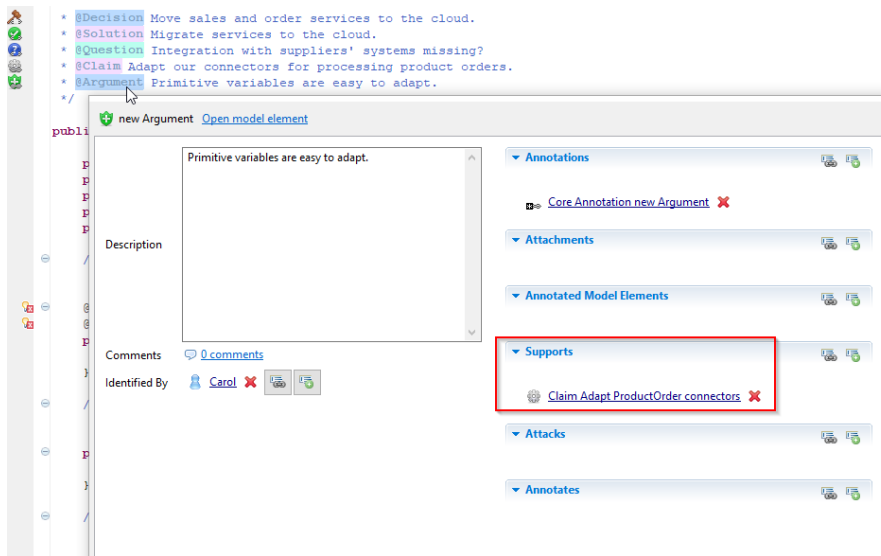 * @Decision Move sales and order services to the cloud.
* @Solution Migrate services to the cloud.
* @Question Integration with suppliers' systems missing?
* @Claim Adapt our connectors for processing product orders.
* @Argument Primitive variables are easy to adapt.
*/
publi
new Argument Open model element
p
p
p
p
p
/
@
@
p
}
/
p
}
/
Description
Primitive variables are easy to adapt.
Comments
0 comments
Identified By
Carol
Annotations
Core Annotation new Argument
Attachments
Annotated Model Elements
Supports
Claim Adapt ProductOrder connectors
Attacks
Annotates